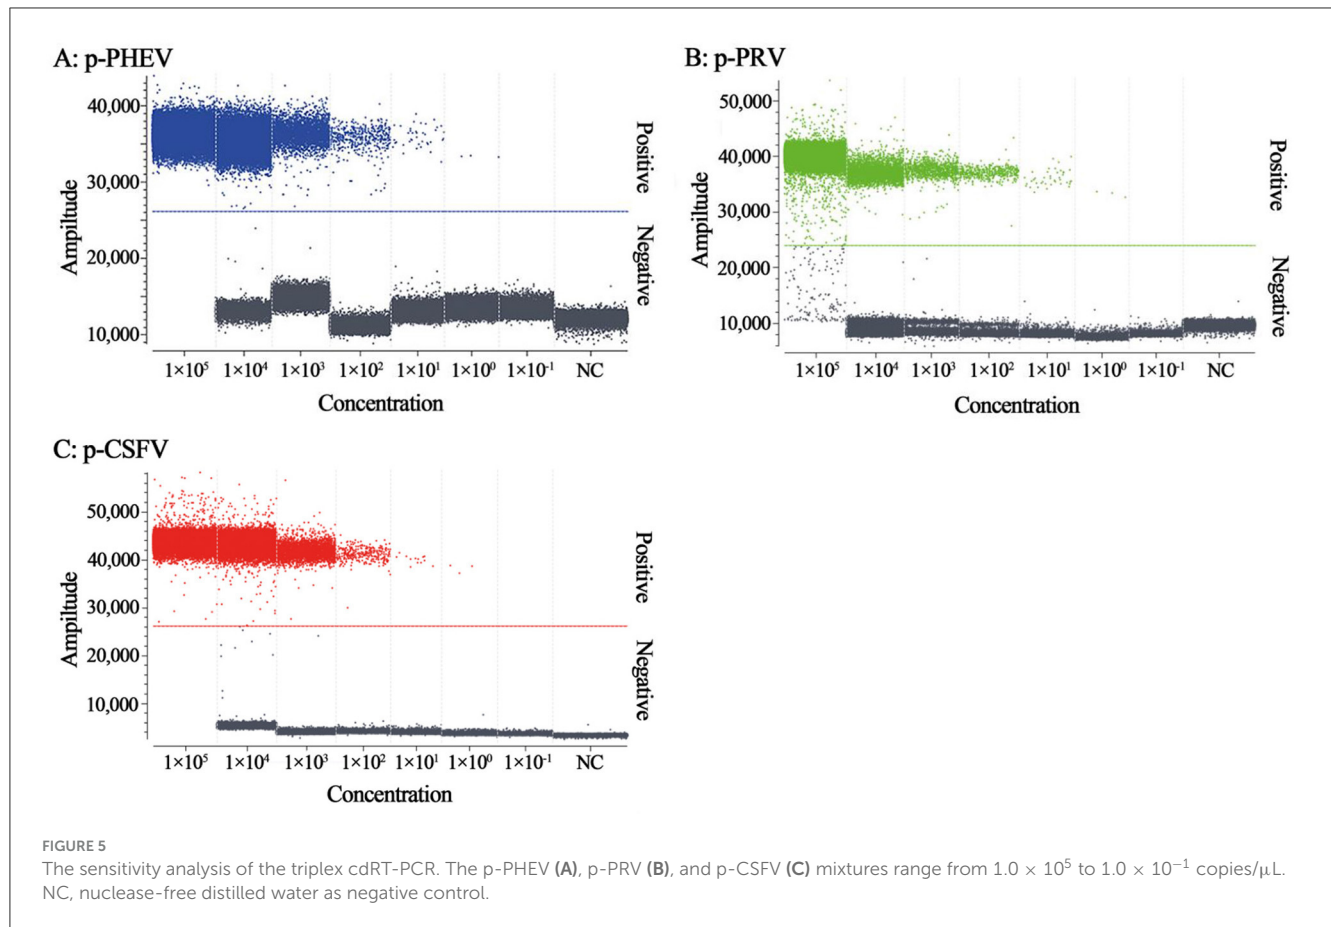 A: p-PHEV
40,000
30,000
20,000
10,000
Amplitude
Positive
Negative
1×10⁵ 1×10⁴ 1×10³ 1×10² 1×10¹ 1×10⁰ 1×10⁻¹ NC
Concentration
B: p-PRV
50,000
40,000
30,000
20,000
10,000
Amplitude
Positive
Negative
1×10⁵ 1×10⁴ 1×10³ 1×10² 1×10¹ 1×10⁰ 1×10⁻¹ NC
Concentration
C: p-CSFV
50,000
40,000
30,000
20,000
10,000
Amplitude
Positive
Negative
1×10⁵ 1×10⁴ 1×10³ 1×10² 1×10¹ 1×10⁰ 1×10⁻¹ NC
Concentration
FIGURE 5
The sensitivity analysis of the triplex cdRT-PCR. The p-PHEV (A), p-PRV (B), and p-CSFV (C) mixtures range from 1.0 × 10⁵ to 1.0 × 10⁻¹ copies/μL.
NC, nuclease-free distilled water as negative control.